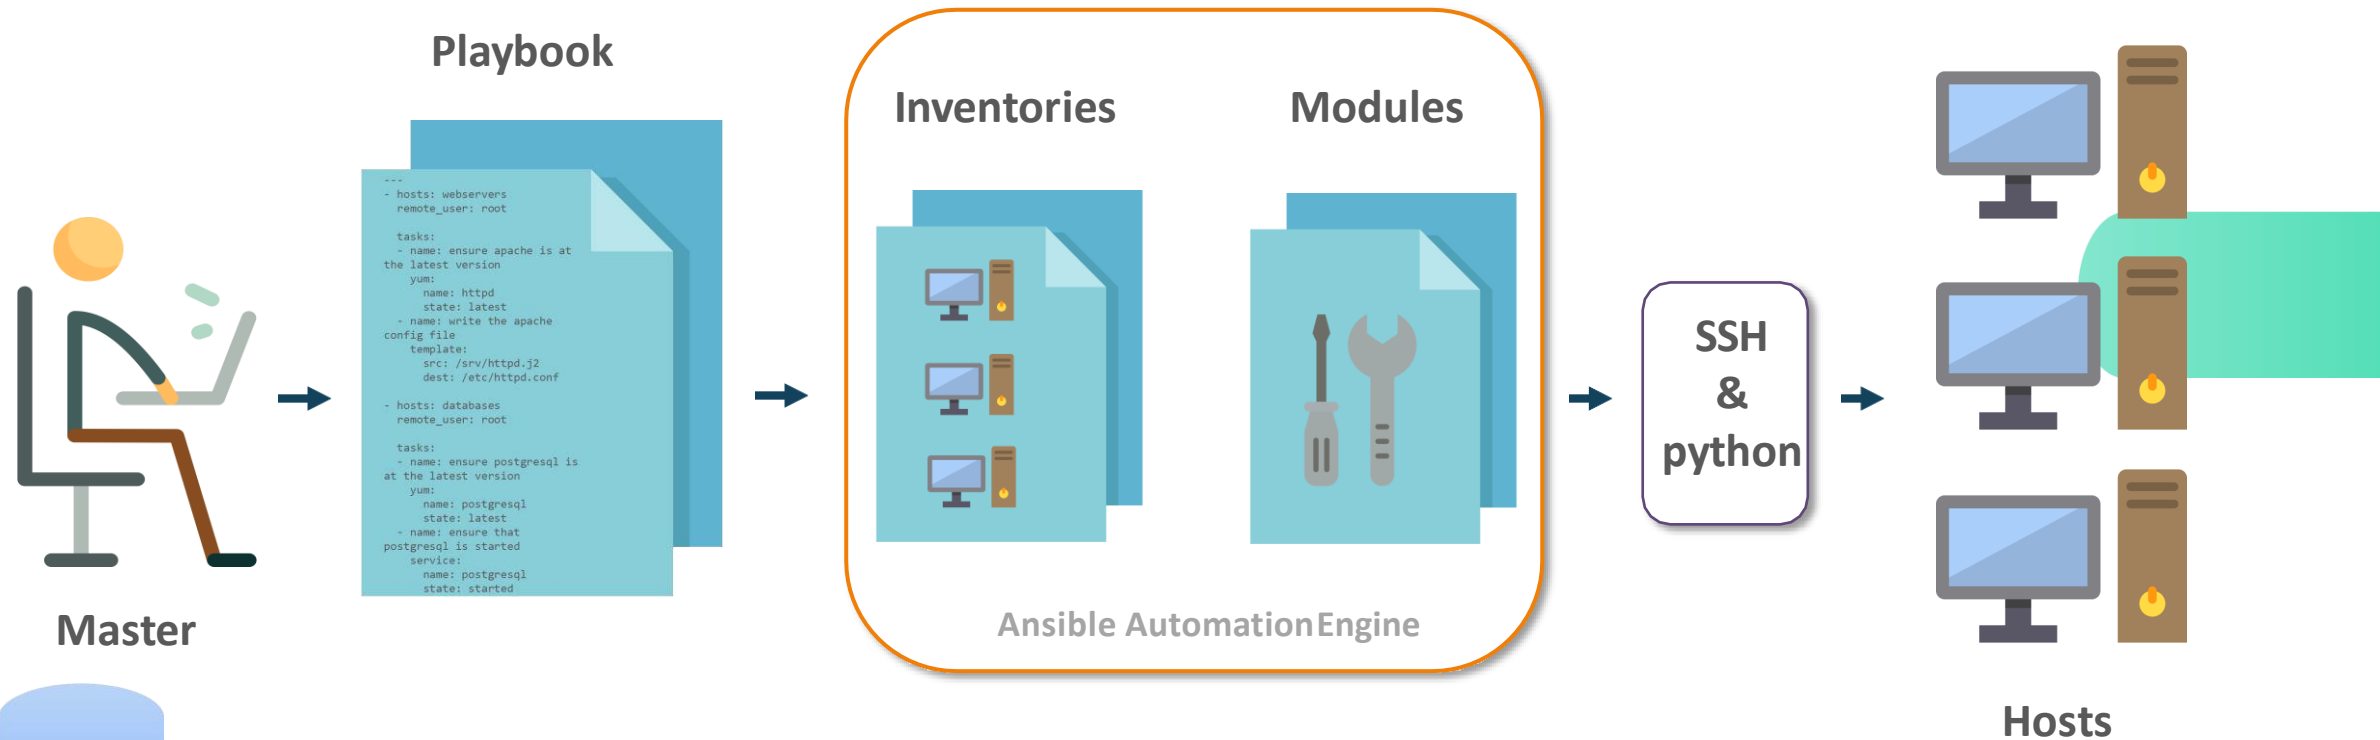 Playbook
---
- hosts: webservers
remote_user: root
tasks:
- name: ensure apache is at
the latest version
yum:
name: httpd
state: latest
- name: write the apache
config file
template:
src: /srv/httpd.j2
dest: /etc/httpd.conf
- hosts: databases
remote_user: root
tasks:
- name: ensure postgresql is
at the latest version
yum:
name: postgresql
state: latest
- name: ensure that
postgresql is started
service:
name: postgresql
state: started
Master
Inventories
Modules
Ansible Automation Engine
SSH
&
python
Hosts